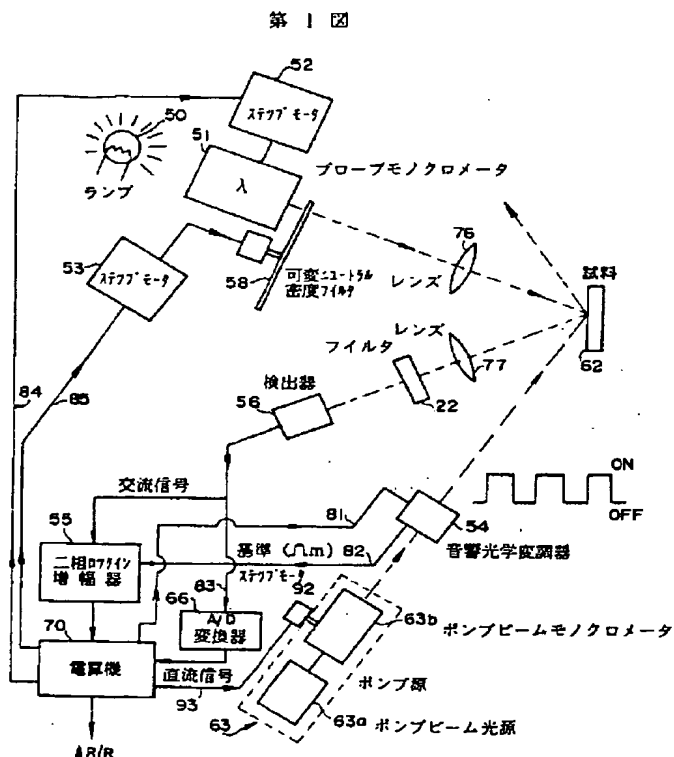 第 1 図
52
ステップモータ
50
ランプ
51
λ
プローブモノクロメータ
53
ステップモータ
58
可変ニュートラル
密度フィルタ
76
レンズ
試料
62
レンズ
77
フイルタ
22
検出器
56
84
85
交流信号
81
ON
OFF
54
音響光学変調器
55
二相ロックイン
増幅器
基準 (Ωm)
82
ステップモータ
92
83
66
A/D
変換器
63b
ポンプビームモノクロメータ
70
電算機
直流信号
93
ポンプ源
63a
ポンプビーム光源
63